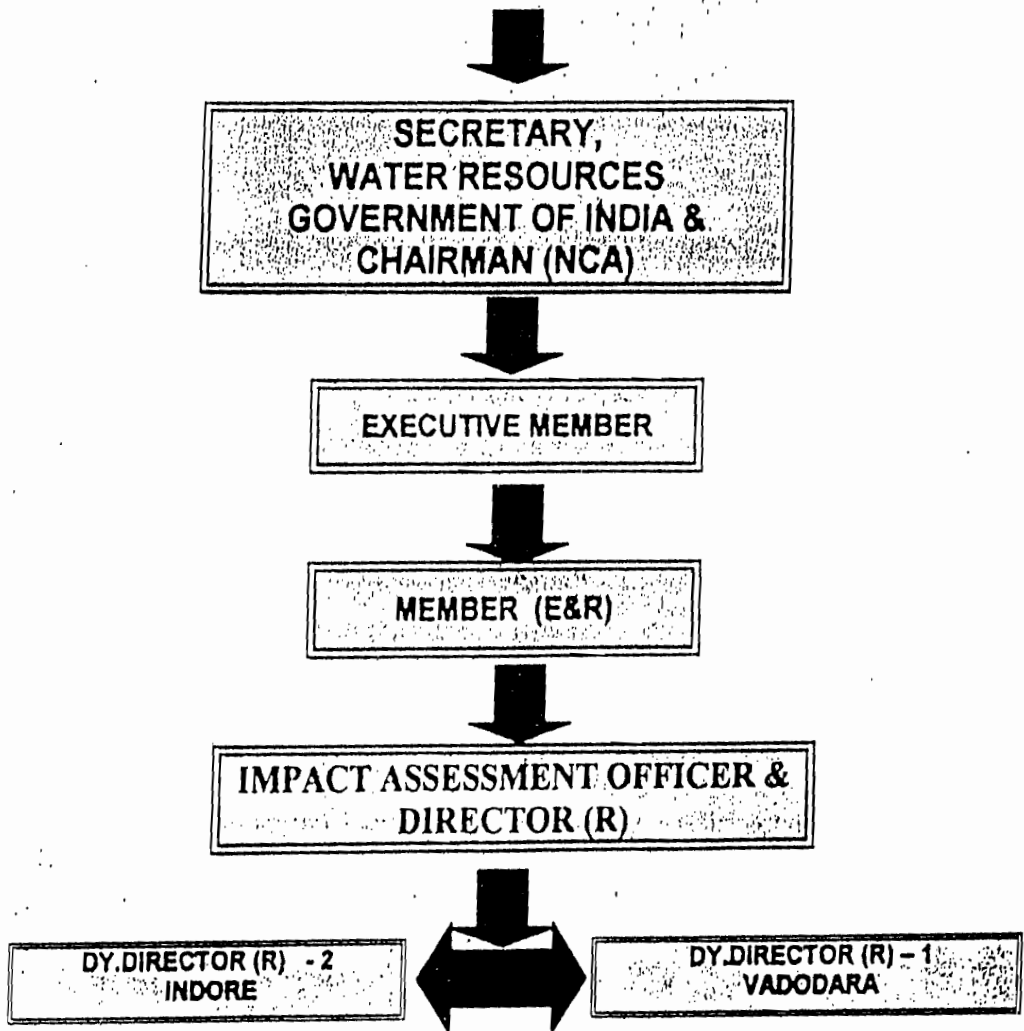 SECRETARY,
WATER RESOURCES
GOVERNMENT OF INDIA &
CHAIRMAN (NCA)
EXECUTIVE MEMBER
MEMBER (E&R)
IMPACT ASSESSMENT OFFICER &
DIRECTOR (R)
DY.DIRECTOR (R) - 2
INDORE
DY.DIRECTOR (R) – 1
VADODARA